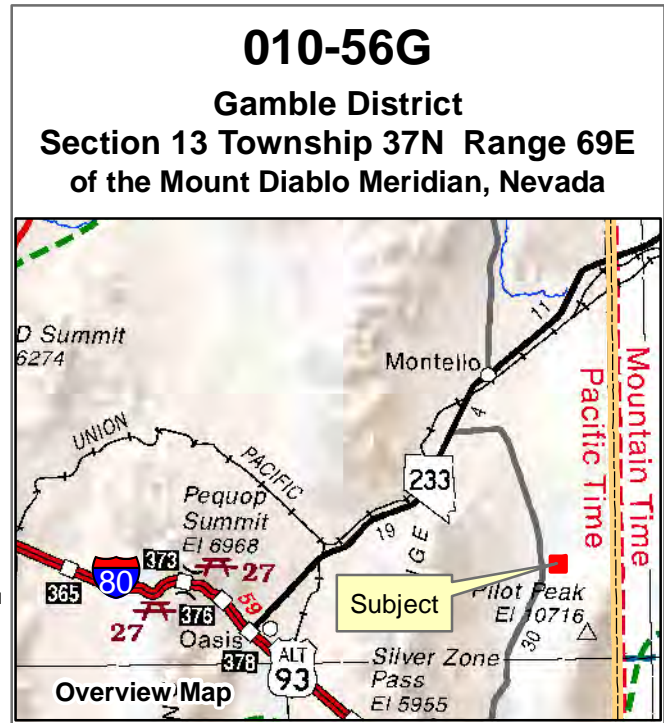 010-56G
Gamble District
Section 13 Township 37N Range 69E
of the Mount Diablo Meridian, Nevada
D Summit
6274
11
Montello
4
Mountain Time
Pacific Time
UNION
PACIFIC
233
Pequop
Summit
El 6968
19
IGE
373
27
80
365
59
Subject
Pilot Peak
El 10716
376
27
Oasis
30
378
ALT
93
Silver Zone
Pass
El 5955
Overview Map